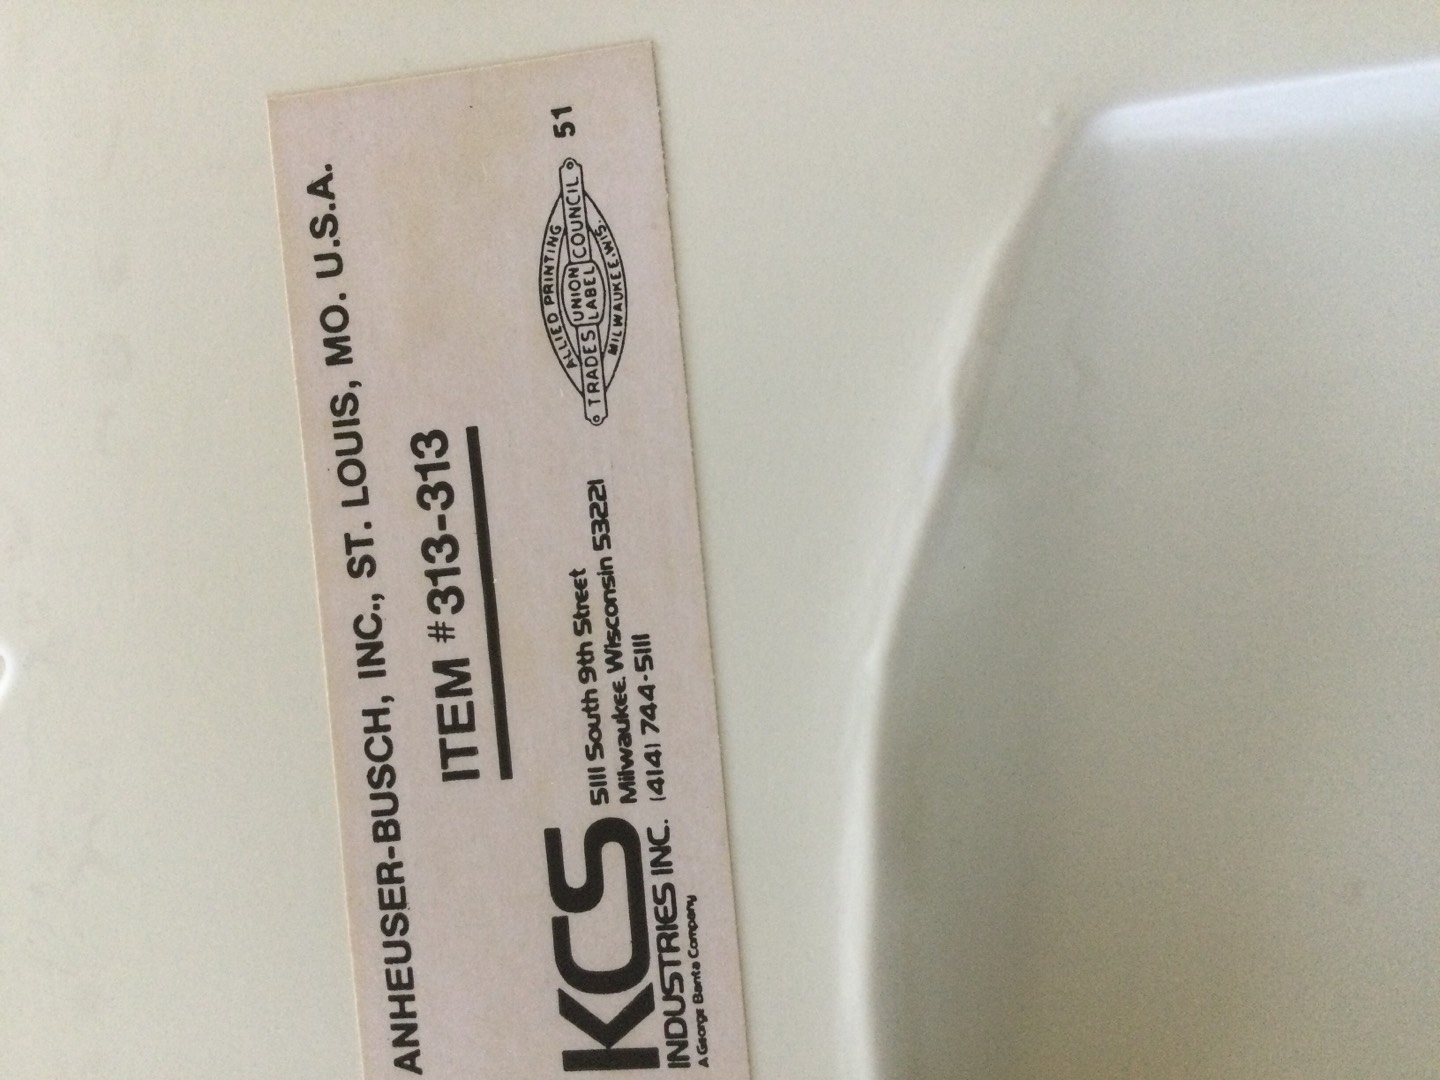 ANHEUSER-BUSCH, INC., ST. LOUIS, MO. U.S.A.
ITEM #313-313
KCS
INDUSTRIES INC.
A George Banta Company
5111 South 9th Street
Milwaukee, Wisconsin 53221
(414) 744-5111
ALLIED PRINTING
TRADES UNION LABEL COUNCIL
MILWAUKEE, WIS.
51